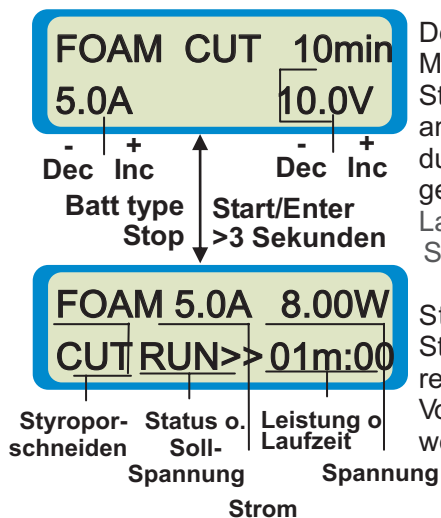 FOAM CUT 10min
5.0A 10.0V
- + - +
Dec Inc Dec Inc
Batt type Start/Enter
Stop >3 Sekunden
FOAM 5.0A 8.00W
CUT RUN>> 01m:00
Styropor- Status o. Leistung o
schneiden Soll- Laufzeit
Spannung Spannung
Strom